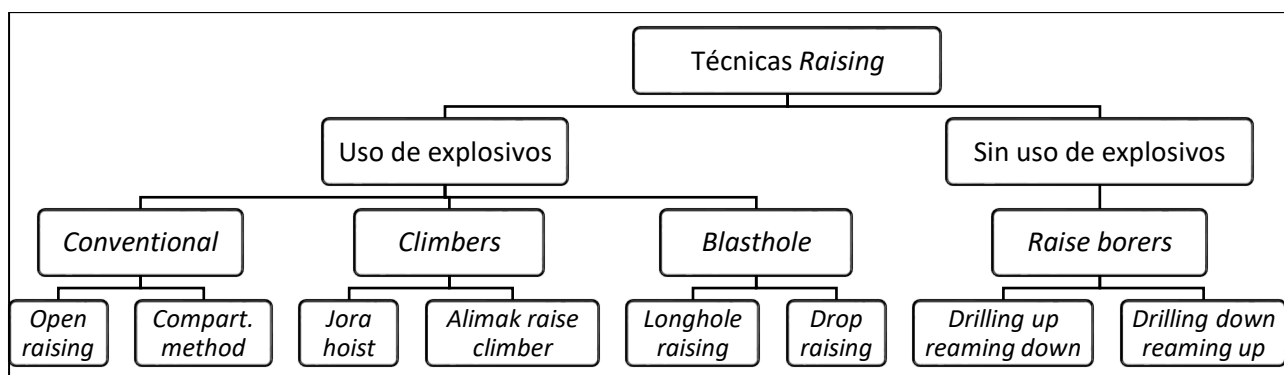 Técnicas Raising
Uso de explosivos
Sin uso de explosivos
Conventional
Climbers
Blasthole
Raise borers
Open
raising
Compart.
method
Jora
hoist
Alimak raise
climber
Longhole
raising
Drop
raising
Drilling up
reaming down
Drilling down
reaming up